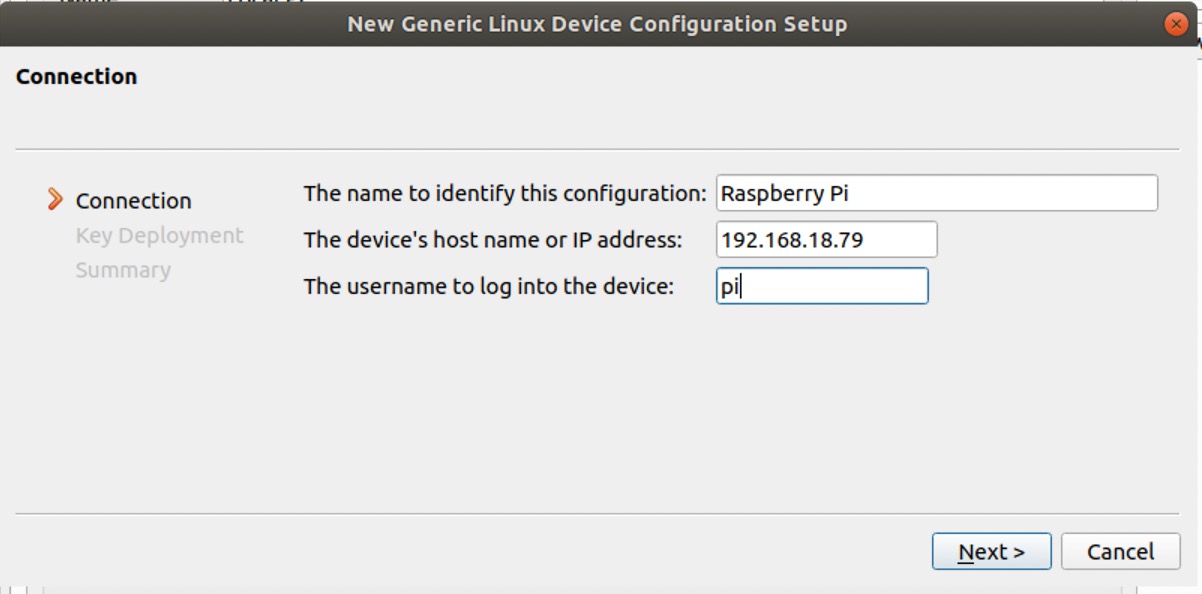 New Generic Linux Device Configuration Setup
Connection
Connection
Key Deployment
Summary
The name to identify this configuration: Raspberry Pi
The device's host name or IP address: 192.168.18.79
The username to log into the device: pi
Next >
Cancel